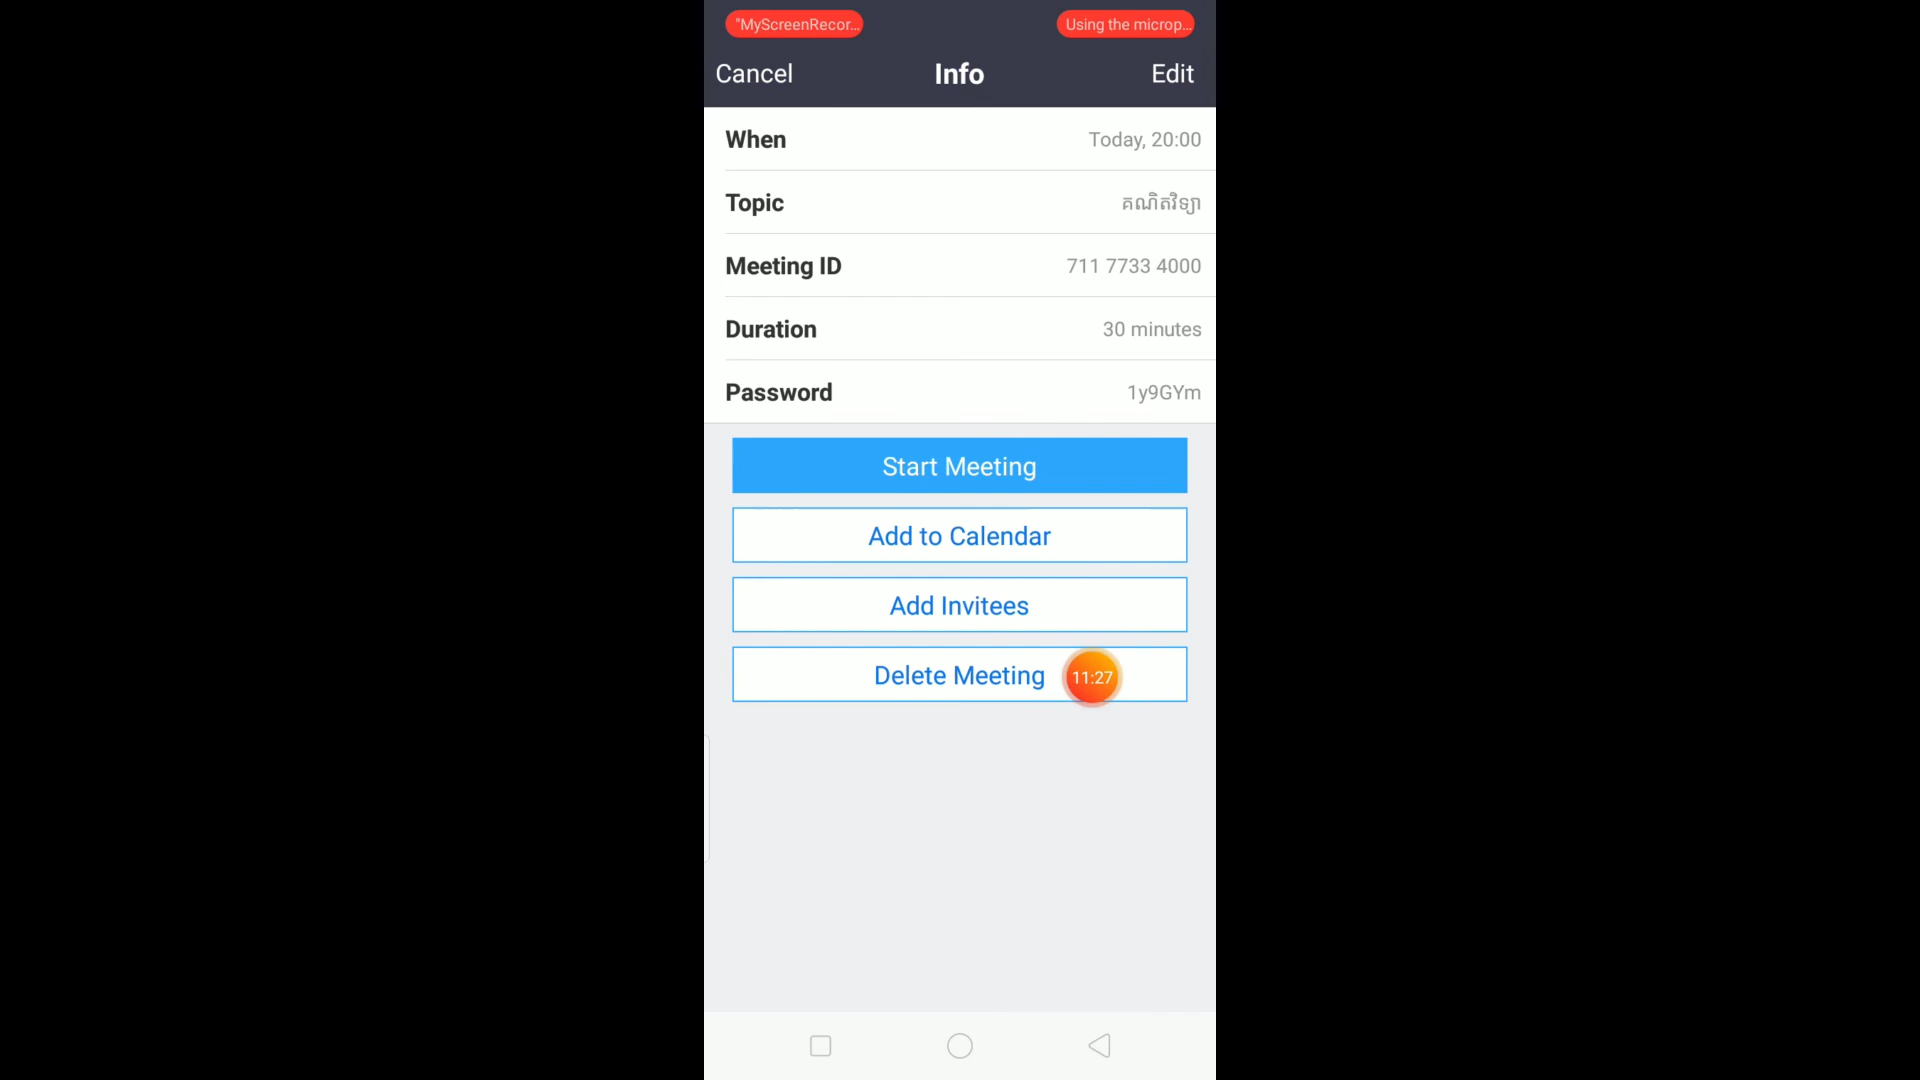 "MyScreenRecor... Using the microp...
Cancel Info Edit
When Today, 20:00
Topic គណិតវិទ្យា
Meeting ID 711 7733 4000
Duration 30 minutes
Password 1y9GYm
Start Meeting
Add to Calendar
Add Invitees
Delete Meeting 11:27